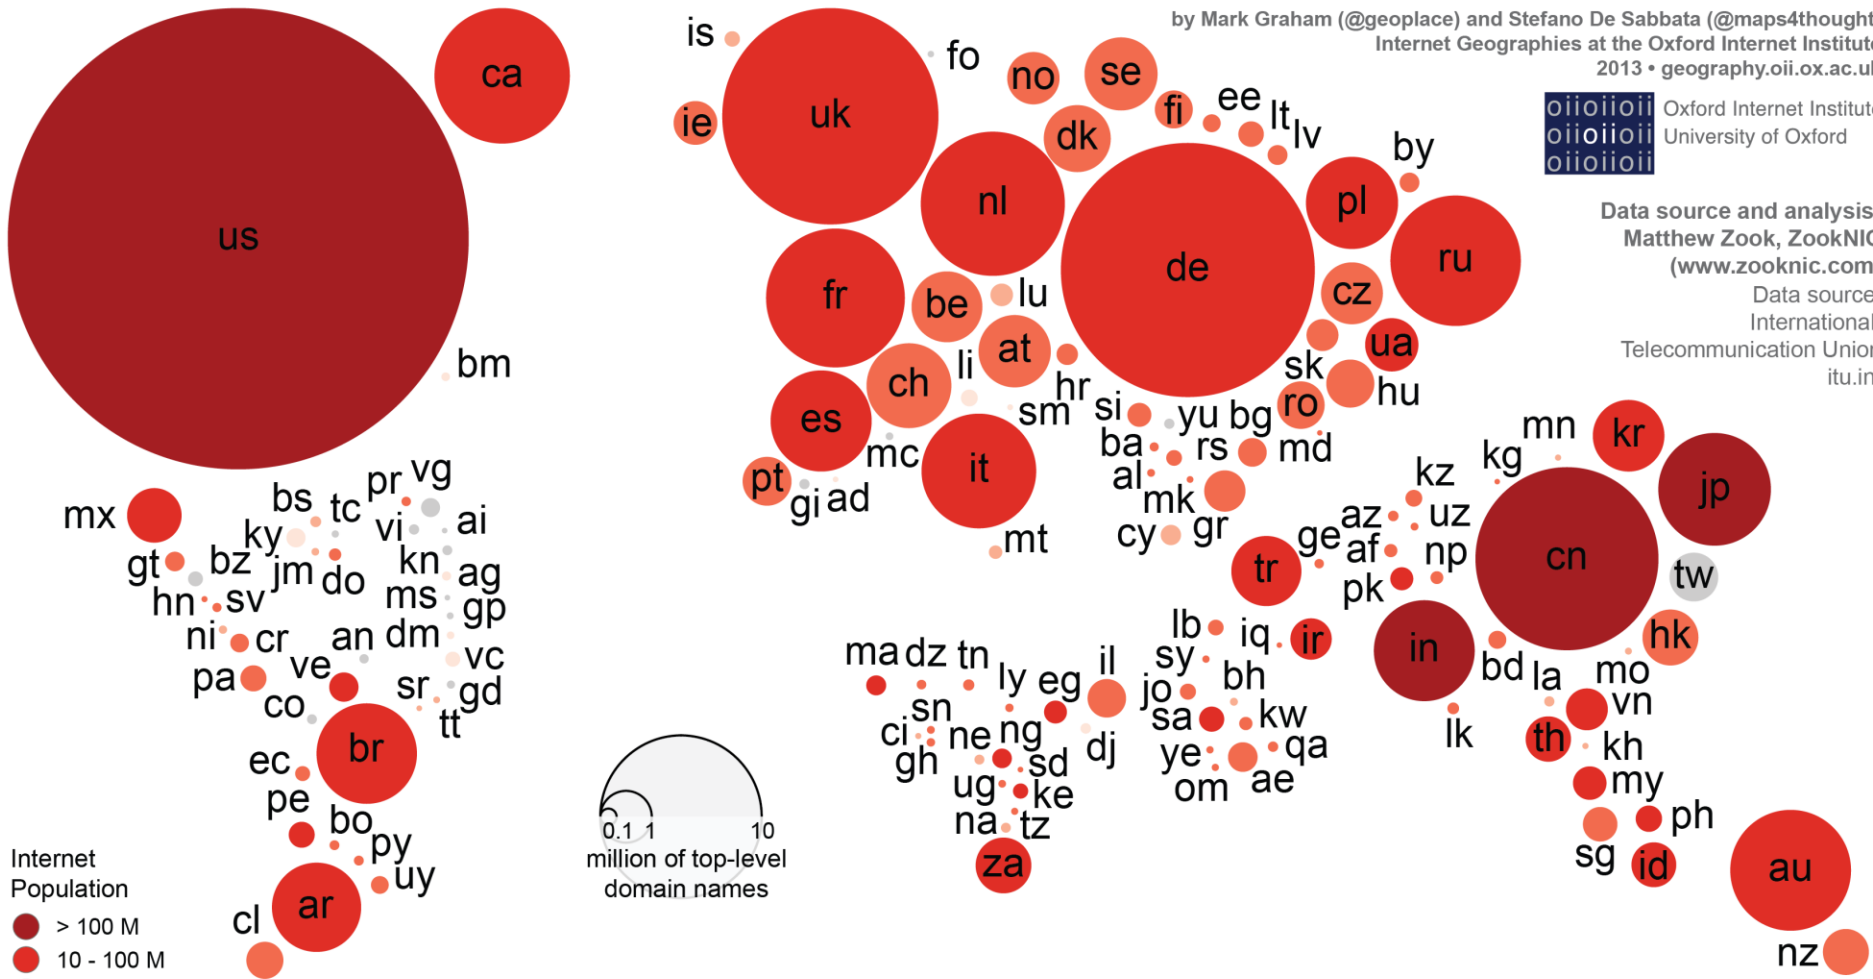 by Mark Graham (@geoplace) and Stefano De Sabbata (@maps4thought
Internet Geographies at the Oxford Internet Institute
2013 • geography.oii.ox.ac.uk
oiioiioii
oiioiioii
oiioiioii
Oxford Internet Institute
University of Oxford
Data source and analysis
Matthew Zook, ZookNIC
(www.zooknic.com
Data source
International
Telecommunication Union
itu.in
us
ca
bm
is
fo
uk
ie
no
se
fi
dk
ee
lt
lv
by
nl
de
pl
ru
fr
be
lu
cz
at
ua
ch
li
hr
sk
hu
es
sm
si
yu
bg
ro
mc
it
ba
rs
md
pt
gi
ad
al
mk
gr
cy
mt
tr
ge
mn
kr
kg
jp
kz
az
uz
af
np
cn
tw
pk
in
bd
hk
mo
la
lk
vn
th
kh
my
ph
sg
id
au
nz
mx
bs
tc
pr
vg
ky
vi
ai
gt
bz
jm
do
kn
ag
hn
sv
ms
gp
ni
cr
an
dm
pa
ve
vc
co
sr
gd
tt
br
ec
pe
bo
py
uy
ar
cl
ma
dz
tn
ly
eg
il
sn
ci
gh
ne
ng
dj
sd
ug
ke
na
tz
za
lb
iq
ir
sy
jo
bh
sa
kw
ye
qa
om
ae
0.1 1 10
million of top-level
domain names
Internet
Population
> 100 M
10 - 100 M